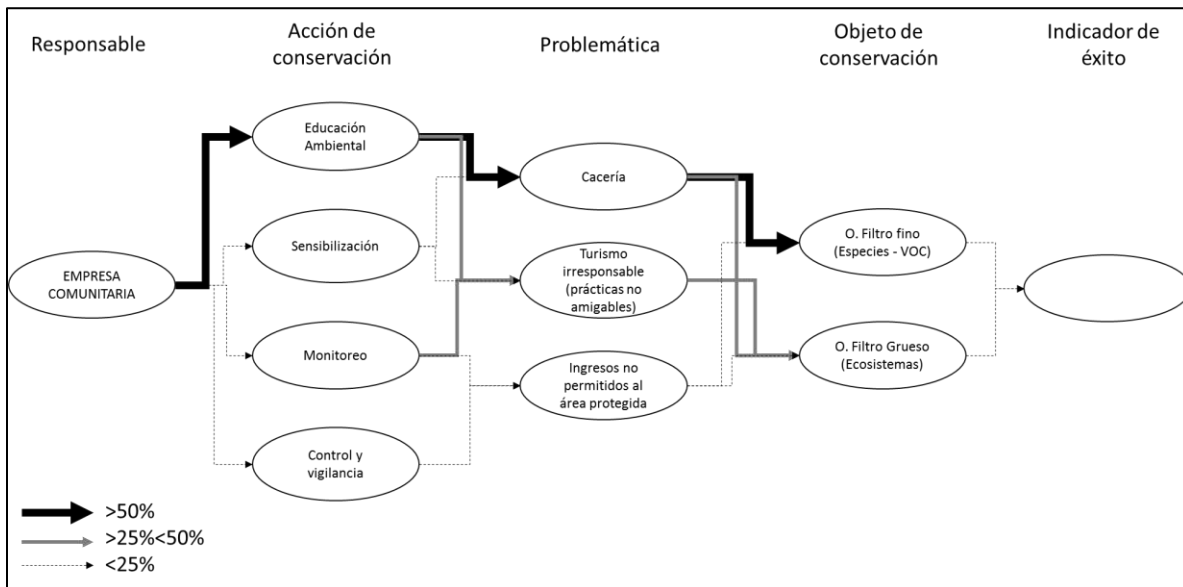 Responsable
Acción de
conservación
Problemática
Objeto de
conservación
Indicador de
éxito
EMPRESA
COMUNITARIA
Educación
Ambiental
Sensibilización
Monitoreo
Control y
vigilancia
Cacería
Turismo
irresponsable
(prácticas no
amigables)
Ingresos no
permitidos al
área protegida
O. Filtro fino
(Especies - VOC)
O. Filtro Grueso
(Ecosistemas)
>50%
>25%<50%
<25%